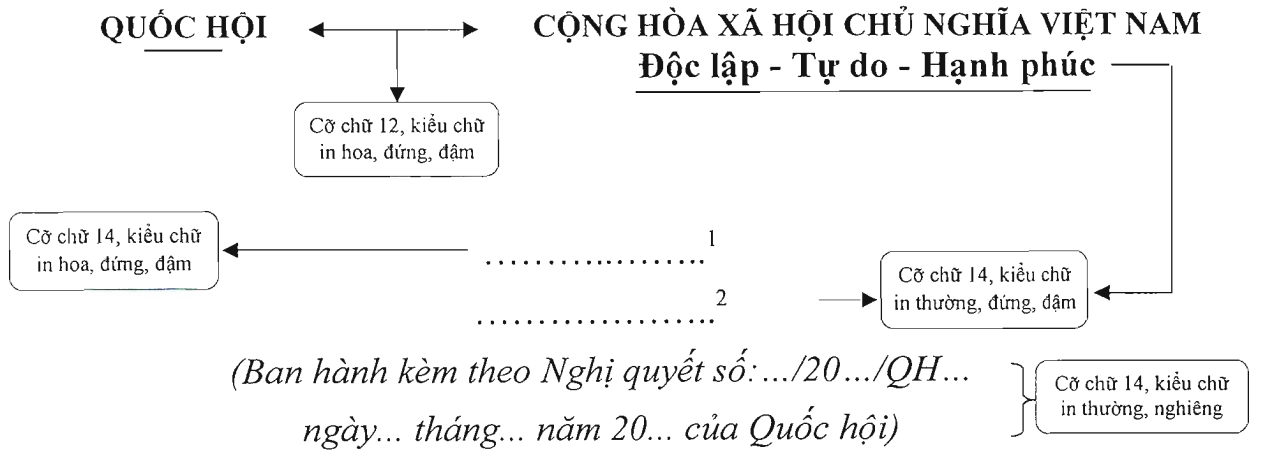 QUỐC HỘI
CỘNG HÒA XÃ HỘI CHỦ NGHĨA VIỆT NAM
Độc lập - Tự do - Hạnh phúc
Cỡ chữ 12, kiểu chữ
in hoa, đứng, đậm
Cỡ chữ 14, kiểu chữ
in hoa, đứng, đậm
......................1
......................2
Cỡ chữ 14, kiểu chữ
in thường, đứng, đậm
(Ban hành kèm theo Nghị quyết số: .../20.../QH...
ngày... tháng... năm 20... của Quốc hội)
Cỡ chữ 14, kiểu chữ
in thường, nghiêng